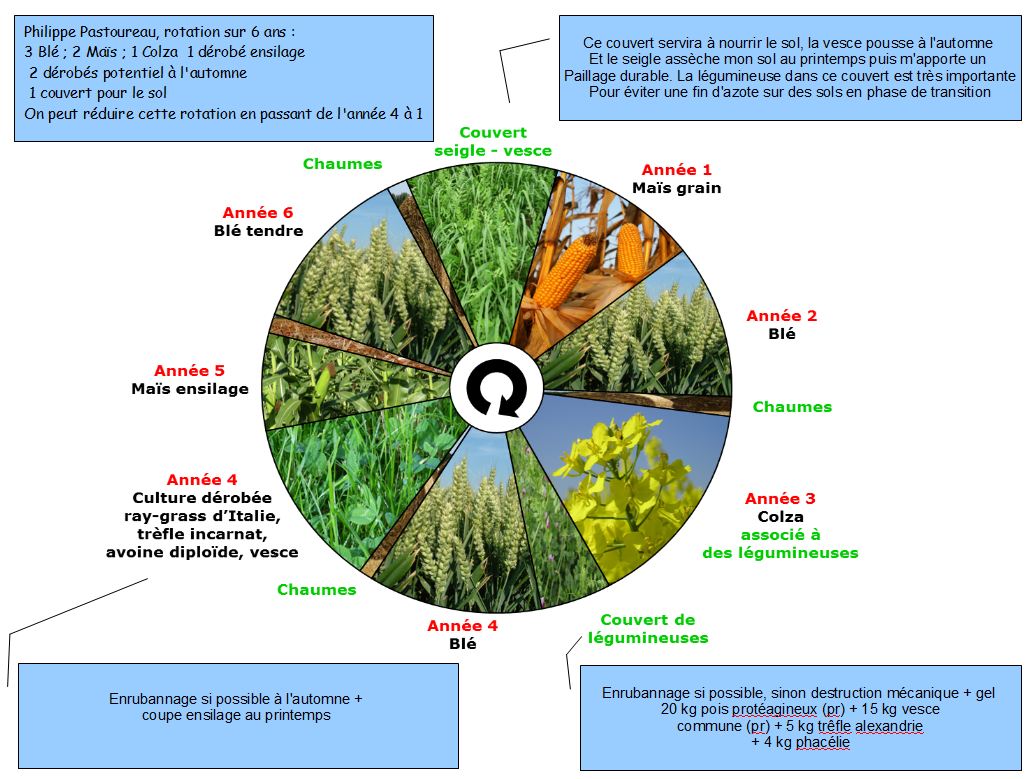 Philippe Pastoureau, rotation sur 6 ans :
3 Blé ; 2 Maïs ; 1 Colza  1 dérobé ensilage
2 dérobés potentiel à l'automne
1 couvert pour le sol
On peut réduire cette rotation en passant de l'année 4 à 1
Ce couvert servira à nourrir le sol, la vesce pousse à l'automne
Et le seigle assèche mon sol au printemps puis m'apporte un
Paillage durable. La légumineuse dans ce couvert est très importante
Pour éviter une fin d'azote sur des sols en phase de transition
Couvert
seigle - vesce
Année 1
Maïs grain
Année 2
Blé
Chaumes
Année 3
Colza
associé à
des légumineuses
Couvert de
légumineuses
Année 4
Blé
Chaumes
Année 4
Culture dérobée
ray-grass d'Italie,
trèfle incarnat,
avoine diploïde, vesce
Année 5
Maïs ensilage
Année 6
Blé tendre
Chaumes
Enrubannage si possible à l'automne +
coupe ensilage au printemps
Enrubannage si possible, sinon destruction mécanique + gel
20 kg pois protéagineux (pr) + 15 kg vesce
commune (pr) + 5 kg trêfle alexandrie
+ 4 kg phacélie